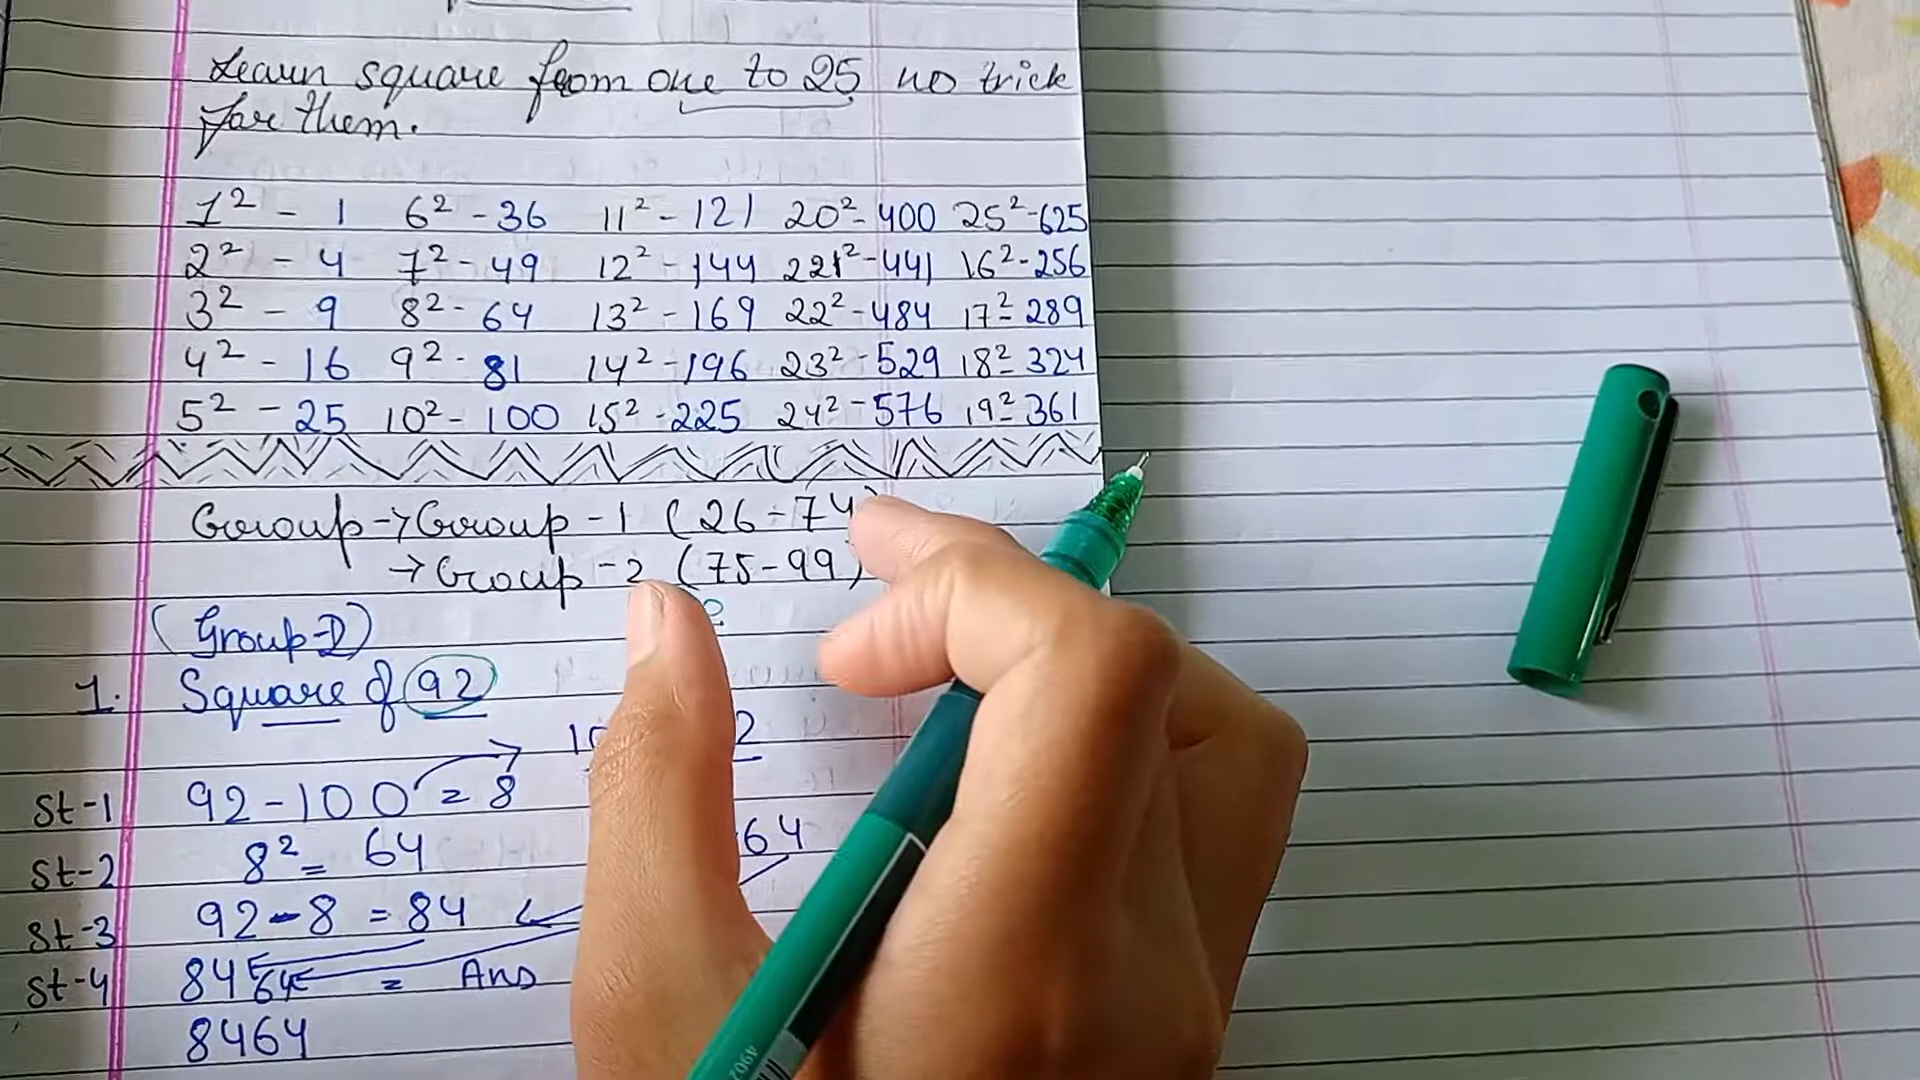 Learn square from one to 25 no trick
for them.
1² - 1 6² - 36 11² - 121 20² - 400 25² - 625
2² - 4 7² - 49 12² - 144 221² - 441 16² - 256
3² - 9 8² - 64 13² - 169 22² - 484 17² - 289
4² - 16 9² - 81 14² - 196 23² - 529 18² - 324
5² - 25 10² - 100 15² - 225 24² - 576 19² - 361
Group → Group - 1 (26 - 74)
→ Group - 2 (75 - 99)
(Group-2)
1. Square of 92
St-1 92 - 100 = 8
St-2 8² = 64 64
St-3 92 - 8 = 84
St-4 84 64 = Ans
8464